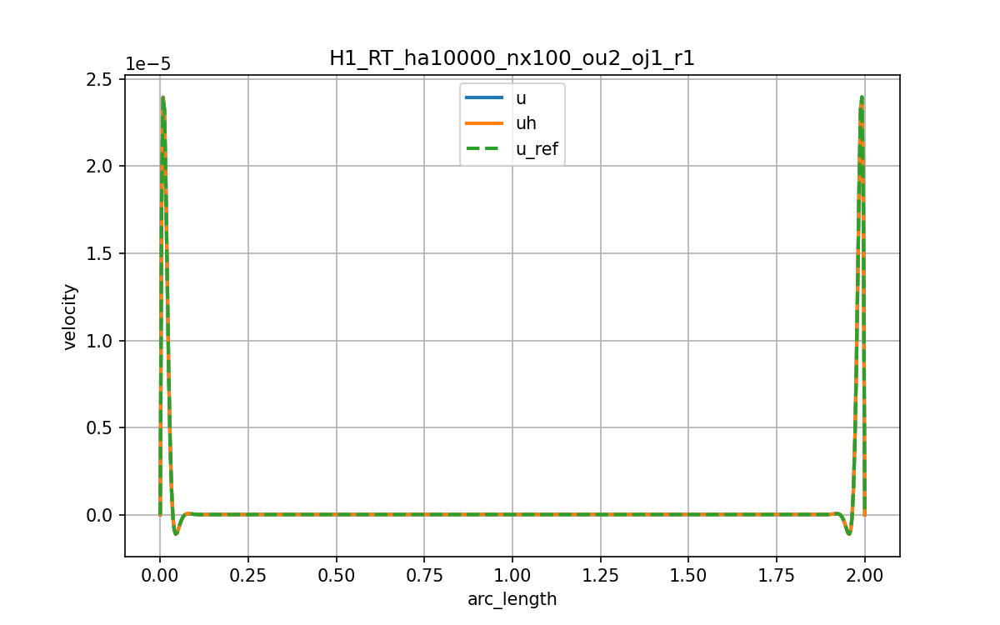 H1_RT_ha10000_nx100_ou2_oj1_r1
1e−5
2.5
2.0
1.5
1.0
0.5
0.0
velocity
u
uh
u_ref
0.00 0.25 0.50 0.75 1.00 1.25 1.50 1.75 2.00
arc_length